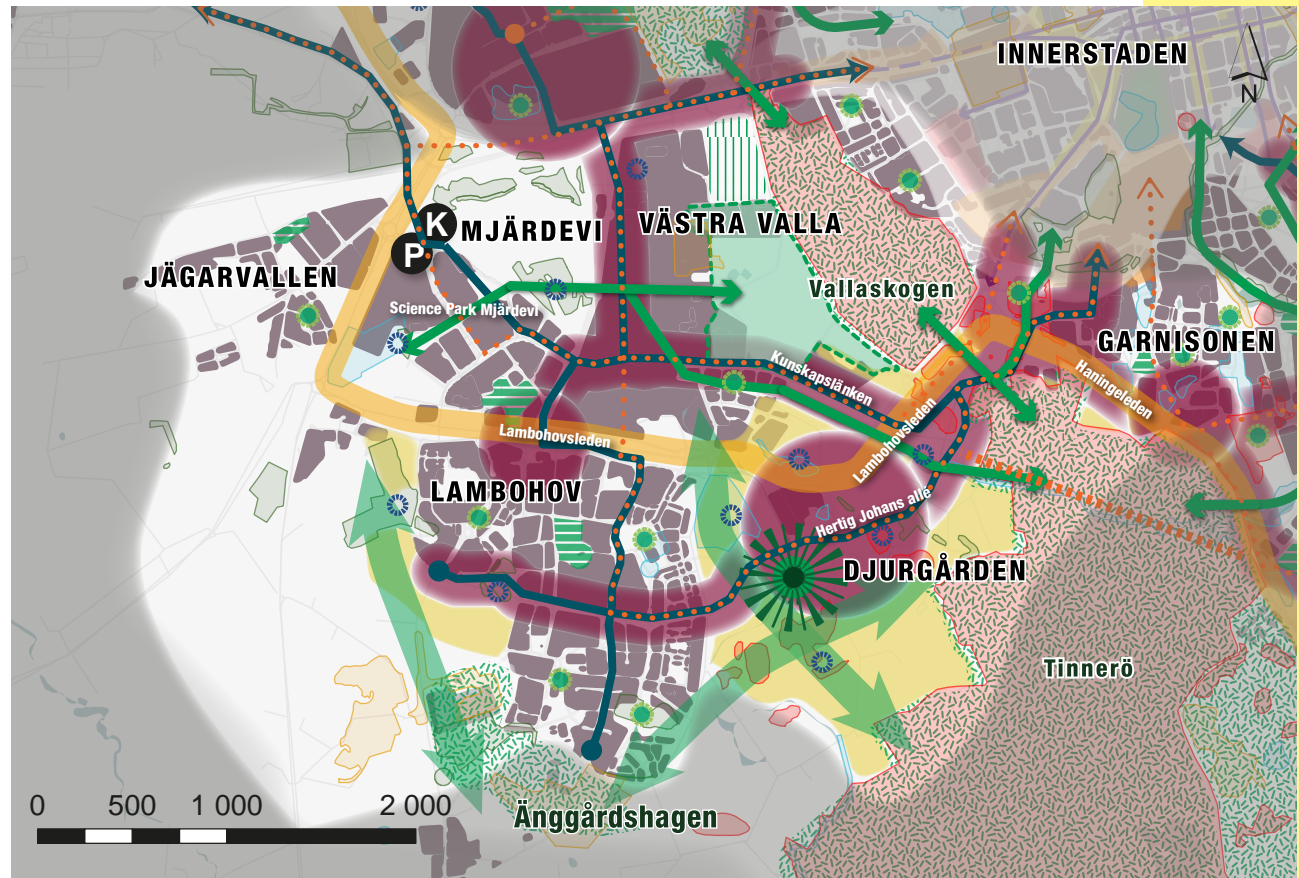 INNERSTADEN
N
K
P
MJÄRDEVI
VÄSTRA VALLA
JÄGARVALLEN
Vallaskogen
Science Park Mjärdevi
GARNISONEN
Kunskapslänken
Haningeleden
Lambohovsleden
Lambohovsleden
LAMBOHOV
Hertig Johans allé
DJURGÅRDEN
Tinnerö
Änggårdshagen
0 500 1 000 2 000